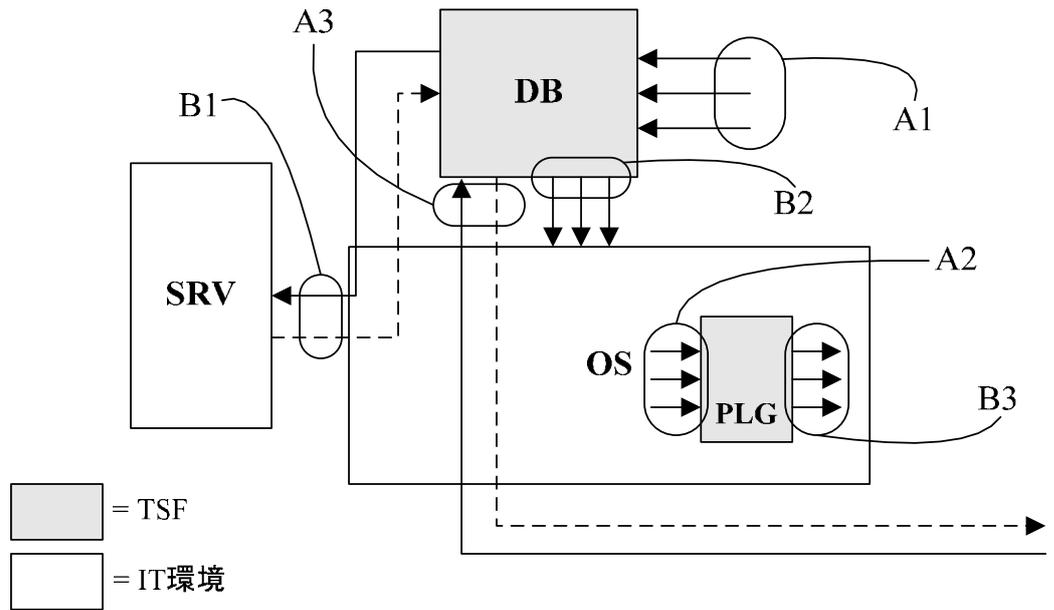 A3
DB
A1
B1
B2
SRV
A2
OS
PLG
B3
= TSF
= IT環境